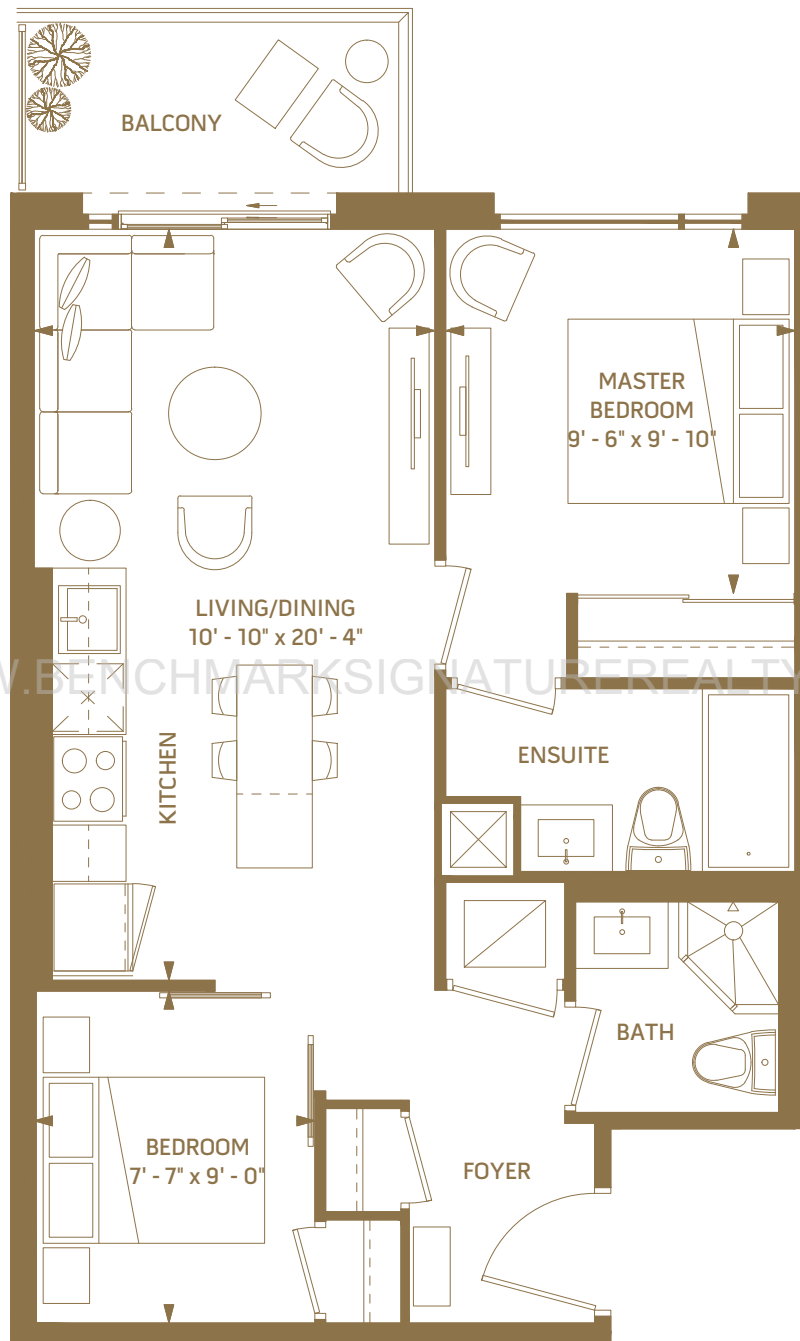 BALCONY
MASTER
BEDROOM
9' - 6" x 9' - 10"
LIVING/DINING
10' - 10" x 20' - 4"
W.BENCHMARKSIGNATUREREALTY
KITCHEN
ENSUITE
BATH
BEDROOM
7' - 7" x 9' - 0"
FOYER